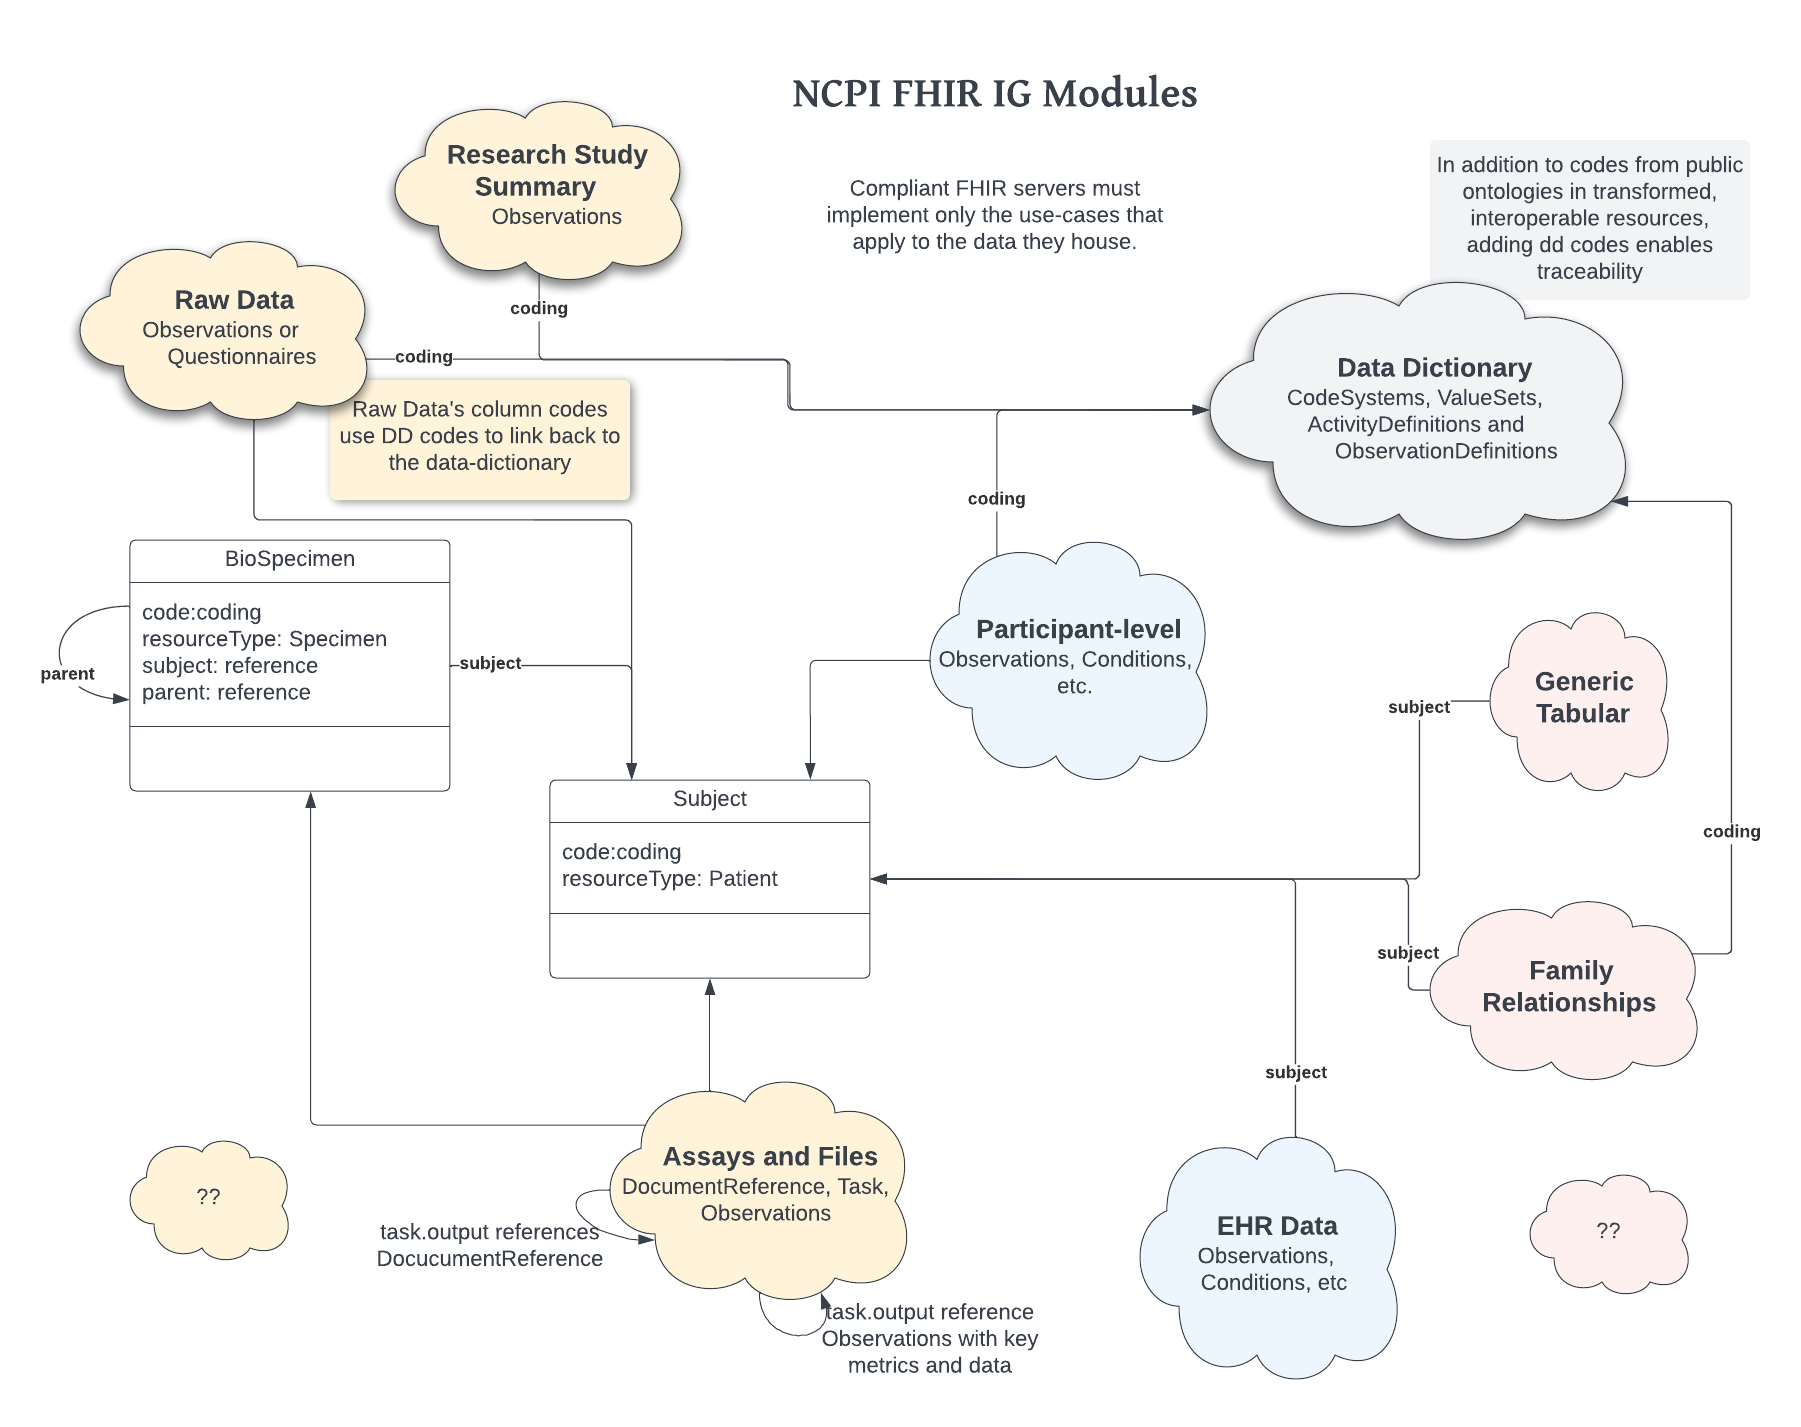 NCPI FHIR IG Modules
Research Study
Summary
Observations
Compliant FHIR servers must
implement only the use-cases that
apply to the data they house.
In addition to codes from public
ontologies in transformed,
interoperable resources,
adding dd codes enables
traceability
Raw Data
Observations or
Questionnaires
coding
coding
Raw Data's column codes
use DD codes to link back to
the data-dictionary
Data Dictionary
CodeSystems, ValueSets,
ActivityDefinitions and
ObservationDefinitions
coding
BioSpecimen
code:coding
resourceType: Specimen
subject: reference
parent: reference
parent
subject
Participant-level
Observations, Conditions,
etc.
Generic
Tabular
subject
Subject
code:coding
resourceType: Patient
coding
subject
Family
Relationships
subject
Assays and Files
DocumentReference, Task,
Observations
task.output references
DocucumentReference
task.output reference
Observations with key
metrics and data
EHR Data
Observations,
Conditions, etc
??
??